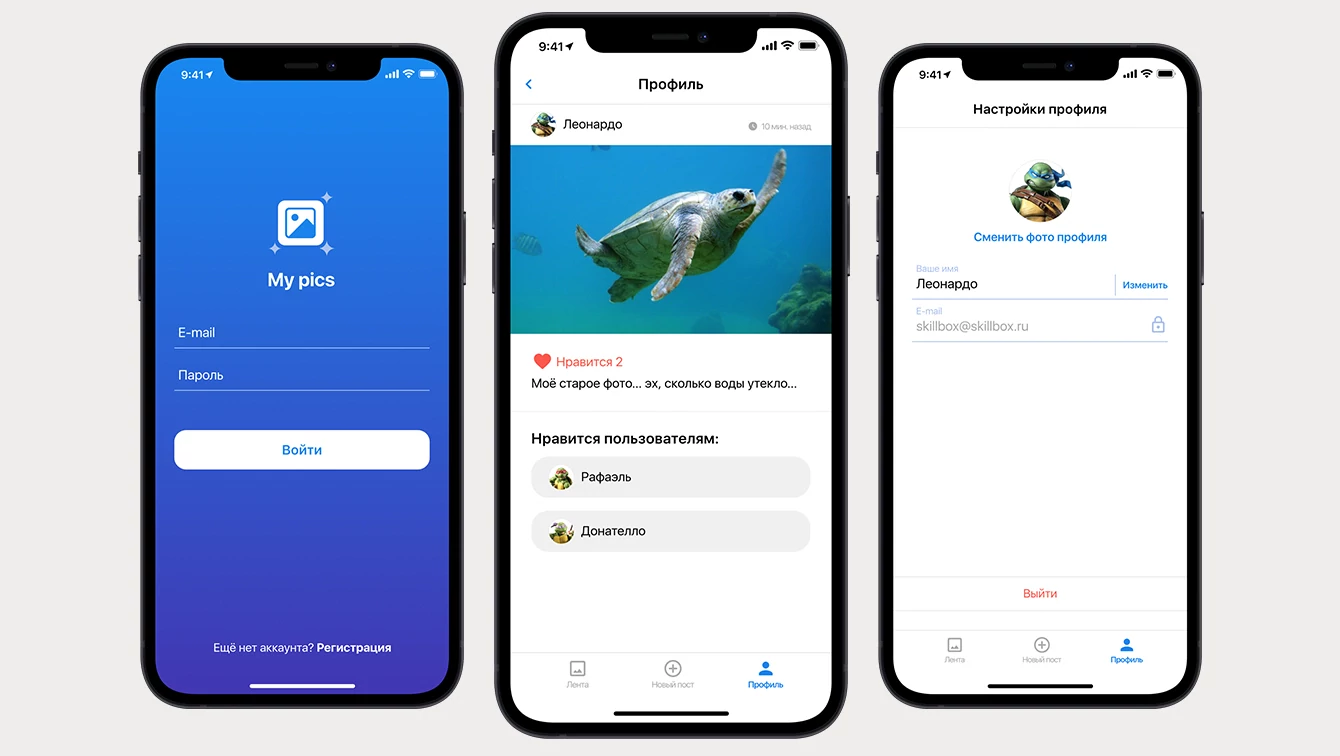 9:41
My pics
E-mail
Пароль
Войти
Ещё нет аккаунта? Регистрация
9:41
Профиль
Леонардо
10 мин. назад
Нравится 2
Моё старое фото... эх, сколько воды утекло...
Нравится пользователям:
Рафаэль
Донателло
Лента Новый пост Профиль
9:41
Настройки профиля
Сменить фото профиля
Ваше имя
Леонардо Изменить
E-mail
skillbox@skillbox.ru
Выйти
Лента Новый пост Профиль